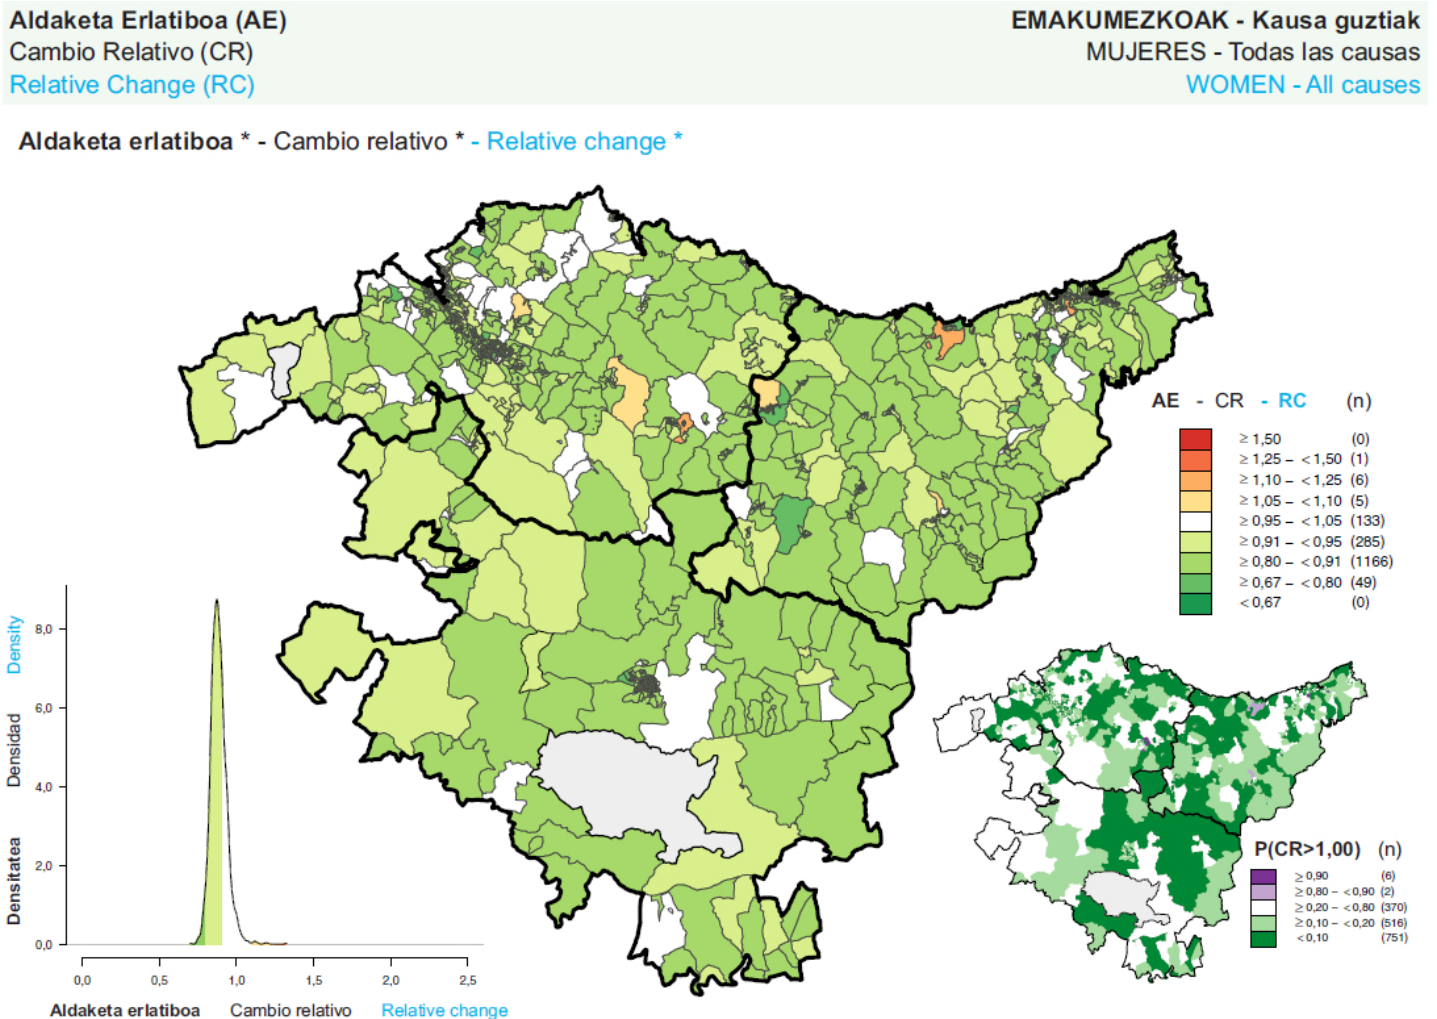 Aldaketa Erlatiboa (AE)
Cambio Relativo (CR)
Relative Change (RC)
EMAKUMEZKOAK - Kausa guztiak
MUJERES - Todas las causas
WOMEN - All causes
Aldaketa erlatiboa * - Cambio relativo * - Relative change *
AE - CR - RC (n)
≥ 1,50 (0)
≥ 1,25 – < 1,50 (1)
≥ 1,10 – < 1,25 (6)
≥ 1,05 – < 1,10 (5)
≥ 0,95 – < 1,05 (133)
≥ 0,91 – < 0,95 (285)
≥ 0,80 – < 0,91 (1166)
≥ 0,67 – < 0,80 (49)
< 0,67 (0)
Densitatea Densidad Density
8,0
6,0
4,0
2,0
0,0
0,0 0,5 1,0 1,5 2,0 2,5
Aldaketa erlatiboa Cambio relativo Relative change
P(CR>1,00) (n)
≥ 0,90 (6)
≥ 0,80 – < 0,90 (2)
≥ 0,20 – < 0,80 (370)
≥ 0,10 – < 0,20 (516)
< 0,10 (751)